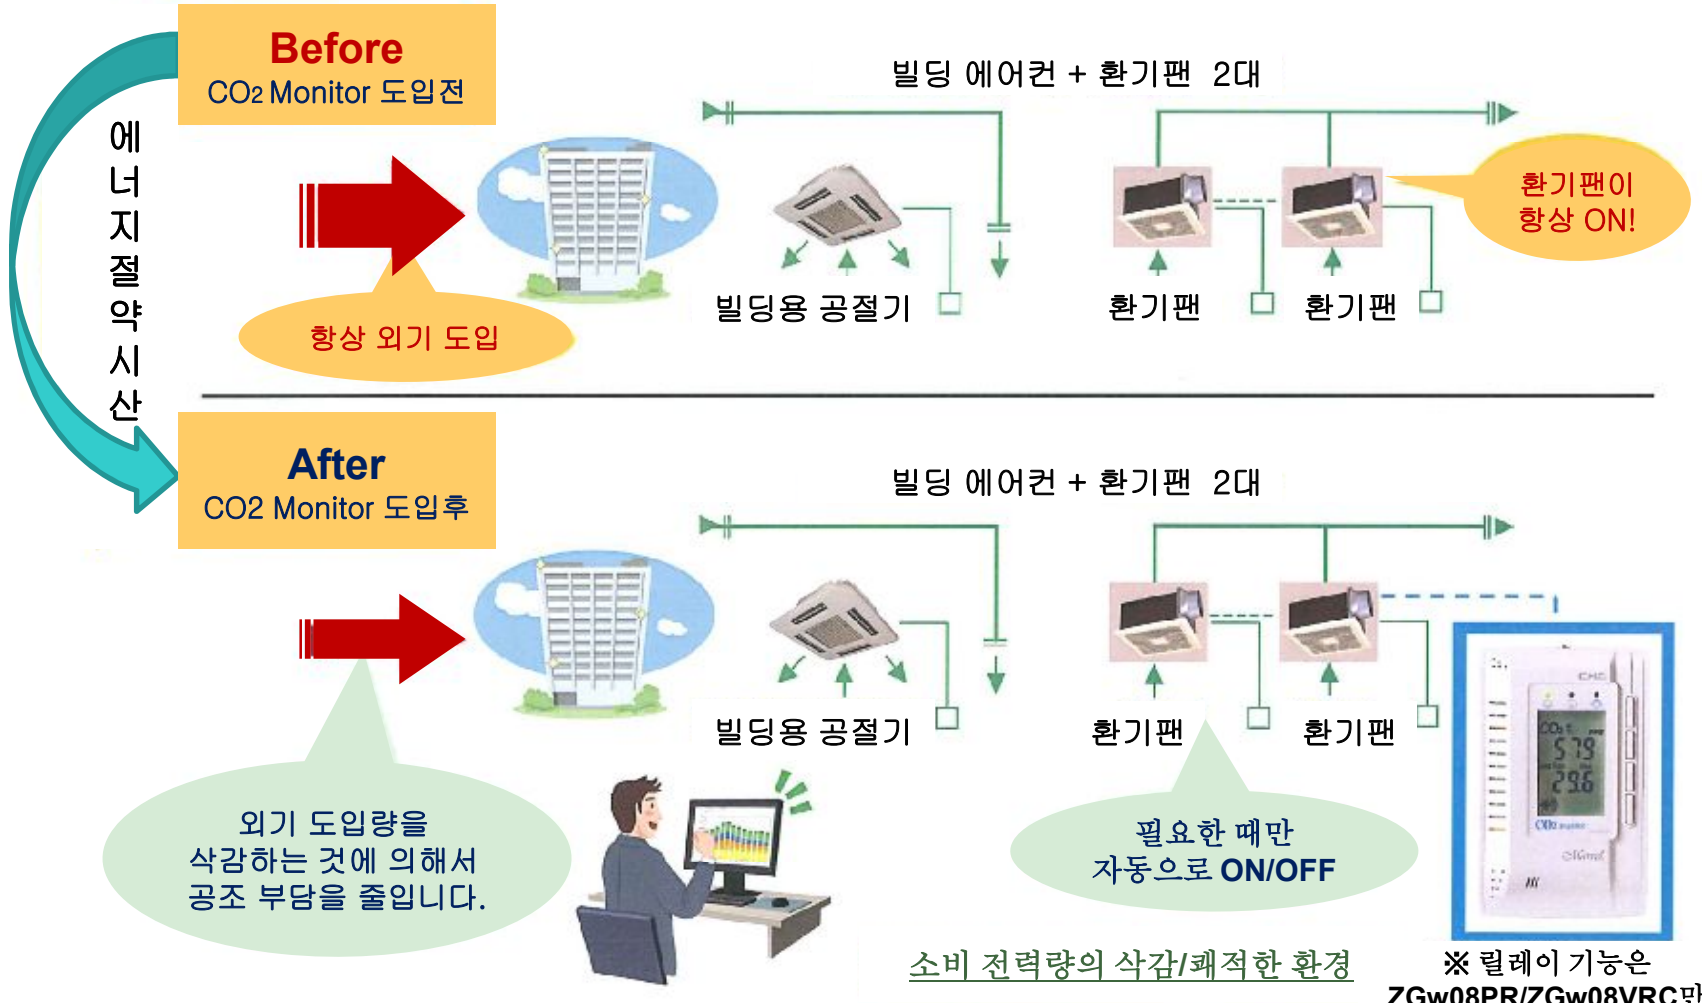 Before
CO2 Monitor 도입전
빌딩 에어컨 + 환기팬 2대
에너지절약시산
환기팬이
항상 ON!
항상 외기 도입
빌딩용 공절기
환기팬
환기팬
After
CO2 Monitor 도입후
빌딩 에어컨 + 환기팬 2대
빌딩용 공절기
환기팬
환기팬
CO2
579
29.6
외기 도입량을
삭감하는 것에 의해서
공조 부담을 줄입니다.
필요한 때만
자동으로 ON/OFF
소비 전력량의 삭감/쾌적한 환경
※ 릴레이 기능은
ZGw08PR/ZGw08VRC만